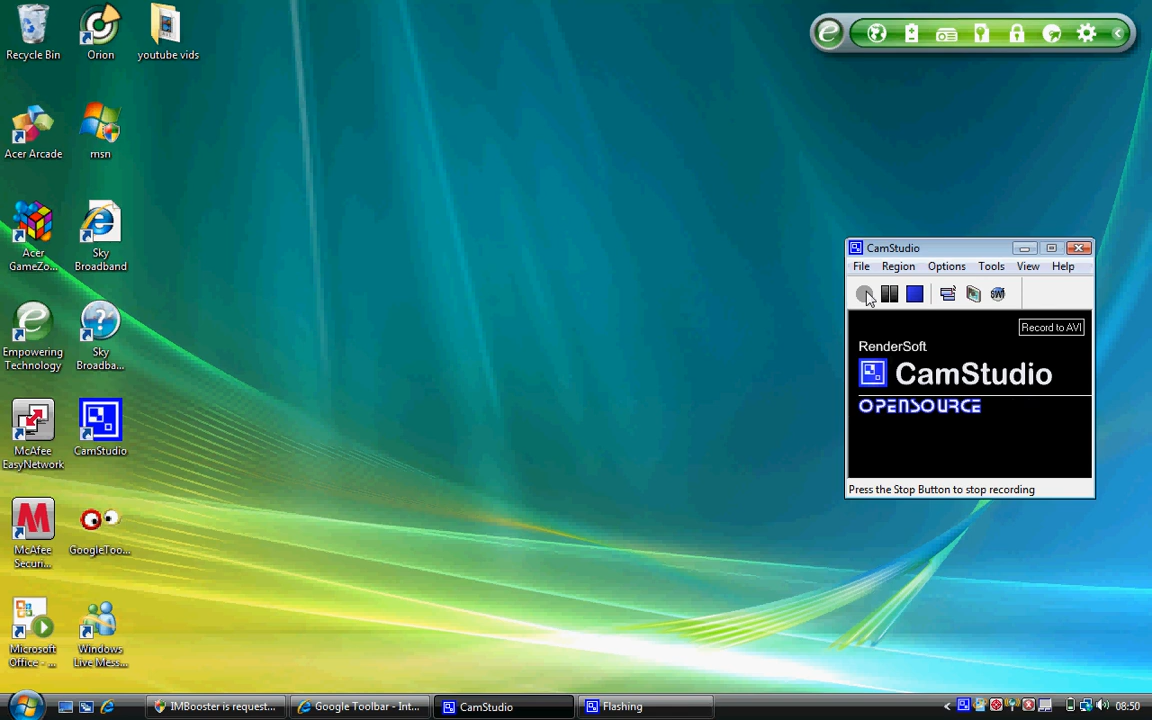 Recycle Bin
Orion
youtube vids
Acer Arcade
msn
Acer
GameZo...
Sky
Broadband
Empowering
Technology
Sky
Broadba...
McAfee
EasyNetwork
CamStudio
McAfee
Securi...
GoogleToo...
Microsoft
Office - ...
Windows
Live Mess...
CamStudio
File
Region
Options
Tools
View
Help
SWF
Record to AVI
RenderSoft
CamStudio
OPENSOURCE
Press the Stop Button to stop recording
IMBooster is request...
Google Toolbar - Int...
CamStudio
Flashing
08:50